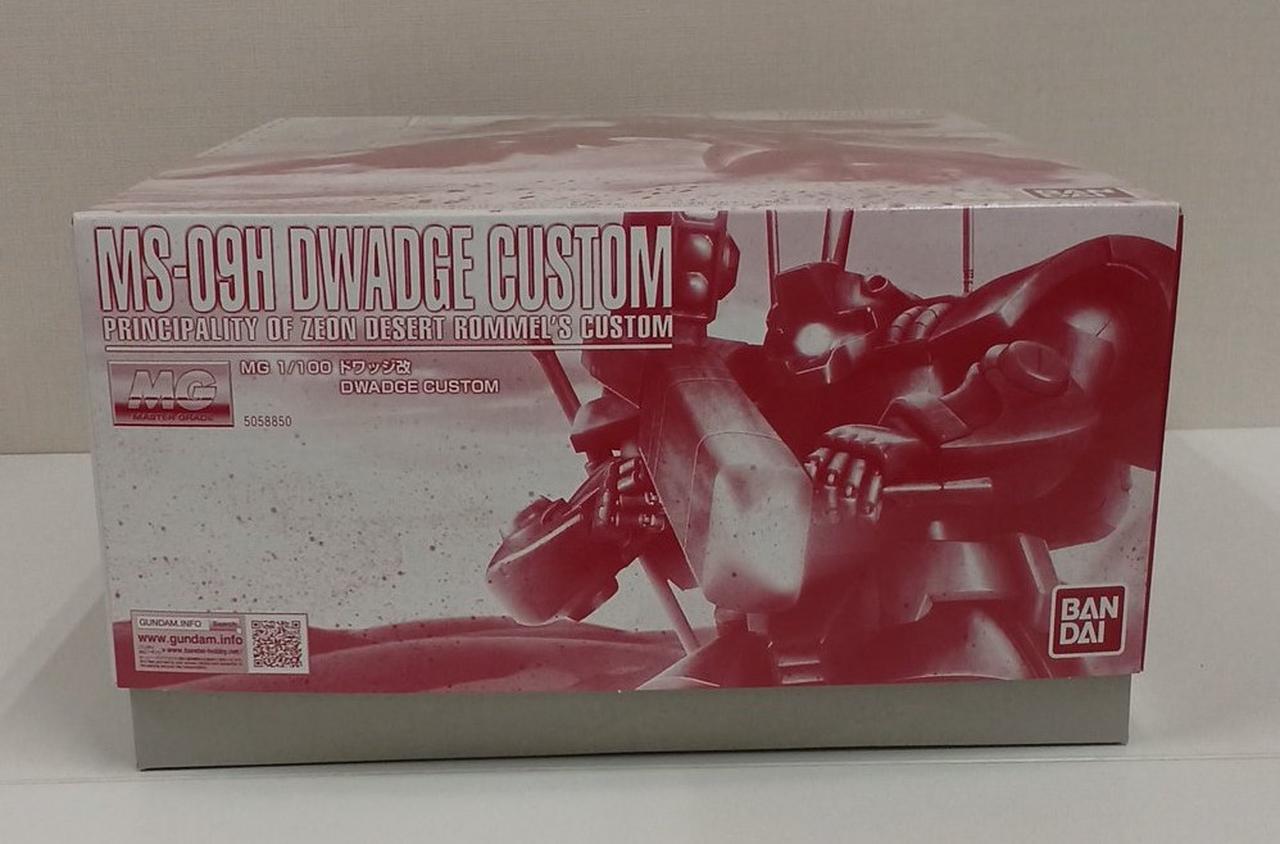 MS-09H DWADGE CUSTOM
PRINCIPALITY OF ZEON DESERT ROMMEL'S CUSTOM
MG
MASTER GRADE
MG 1/100 ドワッジ改
DWADGE CUSTOM
5058850
GUNDAM.INFO Search
www.gundam.info
BAN
DAI